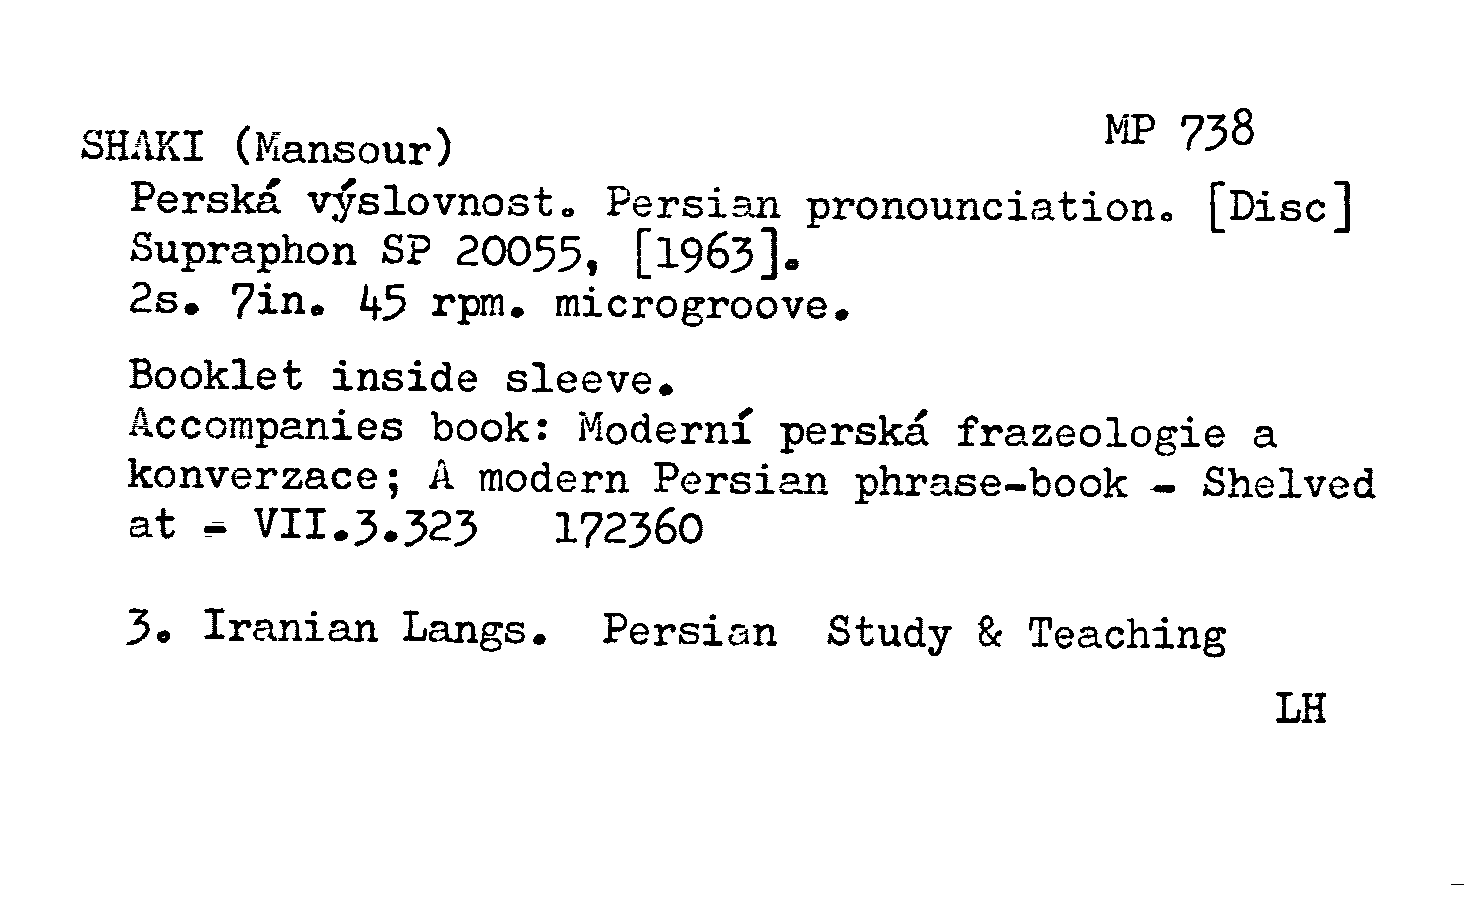 MP 738
SHAKI (Mansour)
Perská výslovnost. Persian pronounciation. [Disc]
Supraphon SP 20055, [1963].
2s. 7in. 45 rpm. microgroove.
Booklet inside sleeve.
Accompanies book: Moderní perská frazeologie a
konverzace; A modern Persian phrase-book - Shelved
at - VII.3.323 172360
3. Iranian Langs. Persian Study & Teaching
LH